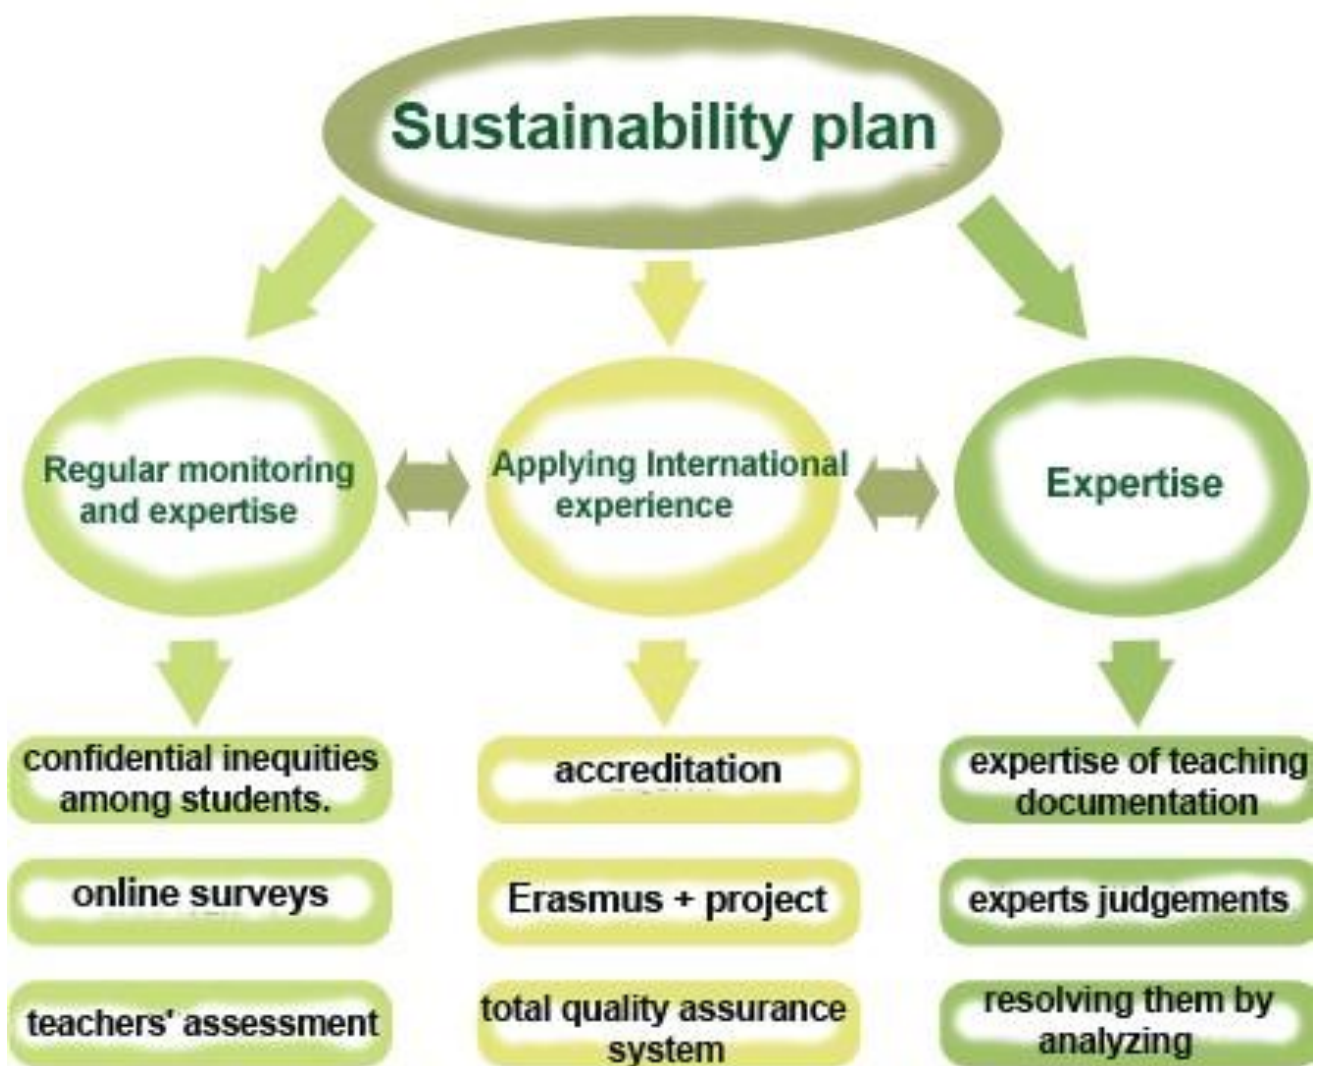 Sustainability plan
Regular monitoring
and expertise
Applying International
experience
Expertise
confidential inequities
among students.
online surveys
teachers' assessment
accreditation
Erasmus + project
total quality assurance
system
expertise of teaching
documentation
experts judgements
resolving them by
analyzing